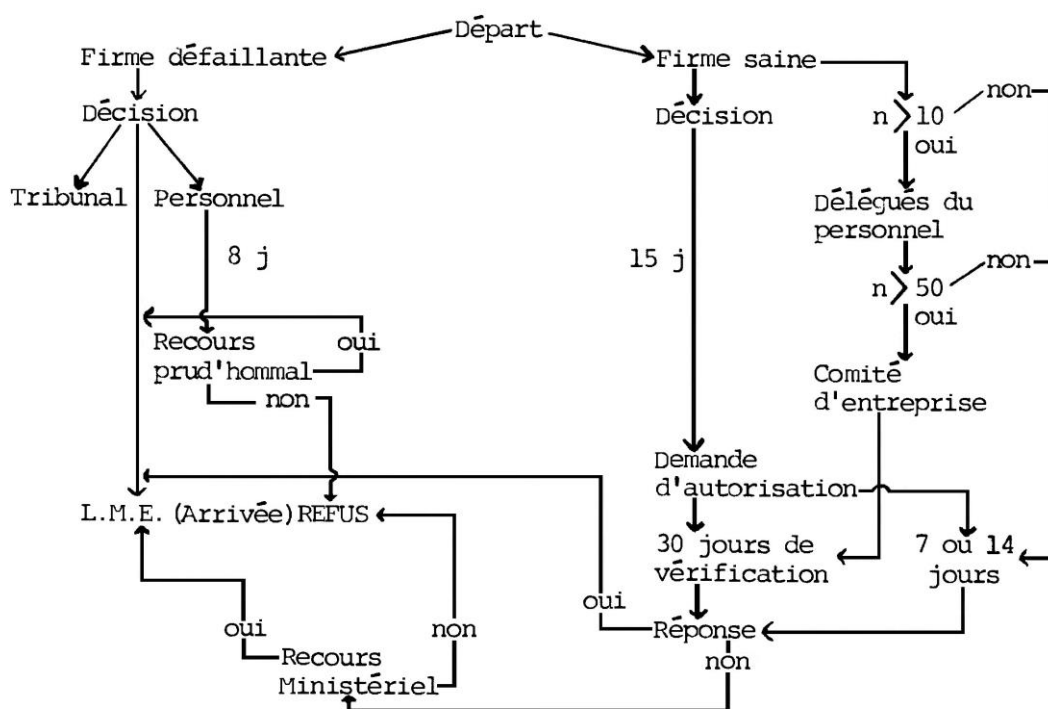 Départ
Firme défaillante
Firme saine
non
Décision
Décision
n > 10
oui
Tribunal
Personnel
Délégués du
personnel
8 j
15 j
non
n > 50
oui
Recours
prud'hommal
oui
non
Comité
d'entreprise
Demande
d'autorisation
L.M.E. (Arrivée) REFUS
30 jours de
vérification
7 ou 14
jours
oui
oui
non
Réponse
non
Recours
Ministériel